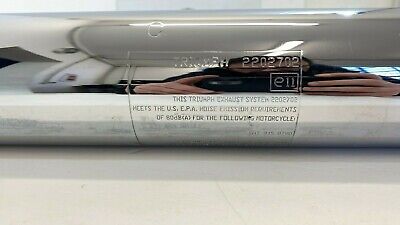 TRIUMPH 2202702
e11
THIS TRIUMPH EXHAUST SYSTEM 2202702
MEETS THE U.S. E.P.A. NOISE EMISSION REQUIREMENTS
OF 80dB(A) FOR THE FOLLOWING MOTORCYCLE: